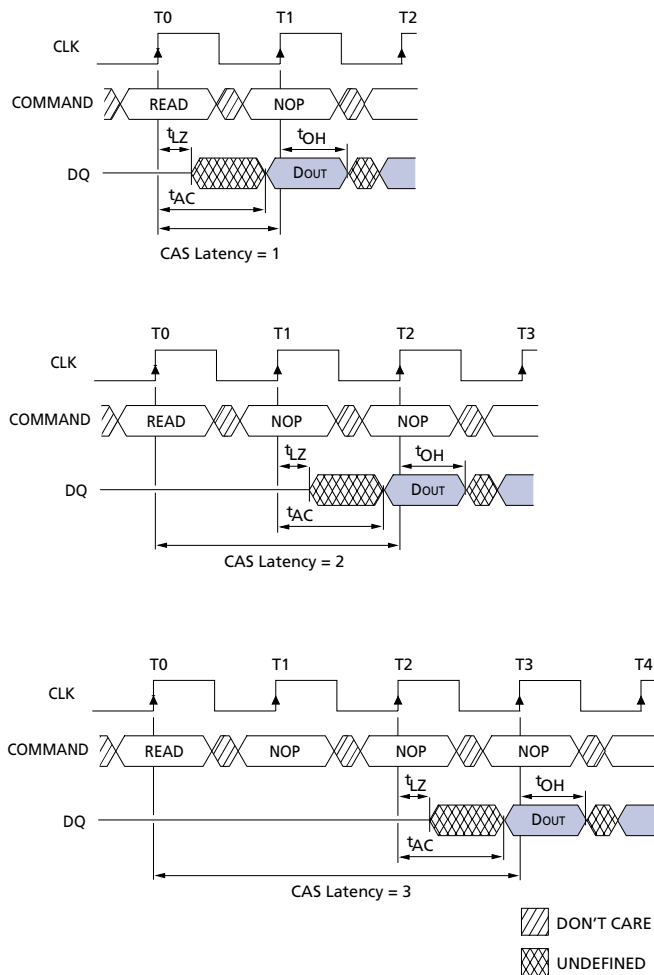 T0 T1 T2
CLK
COMMAND READ NOP
tLZ tOH
DQ DOUT
tAC
CAS Latency = 1
T0 T1 T2 T3
CLK
COMMAND READ NOP NOP
tLZ tOH
DQ DOUT
tAC
CAS Latency = 2
T0 T1 T2 T3 T4
CLK
COMMAND READ NOP NOP NOP
tLZ tOH
DQ DOUT
tAC
CAS Latency = 3
DON'T CARE
UNDEFINED